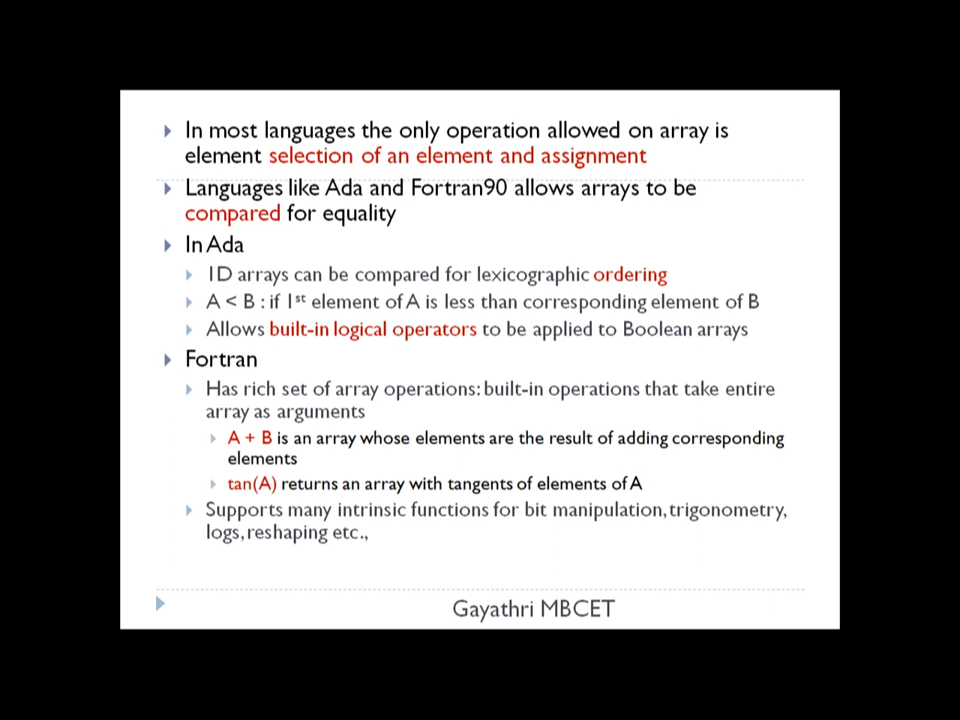 In most languages the only operation allowed on array is
element selection of an element and assignment
Languages like Ada and Fortran90 allows arrays to be
compared for equality
In Ada
1D arrays can be compared for lexicographic ordering
A < B : if 1st element of A is less than corresponding element of B
Allows built-in logical operators to be applied to Boolean arrays
Fortran
Has rich set of array operations: built-in operations that take entire
array as arguments
A + B is an array whose elements are the result of adding corresponding
elements
tan(A) returns an array with tangents of elements of A
Supports many intrinsic functions for bit manipulation, trigonometry,
logs, reshaping etc.,
Gayathri MBCET